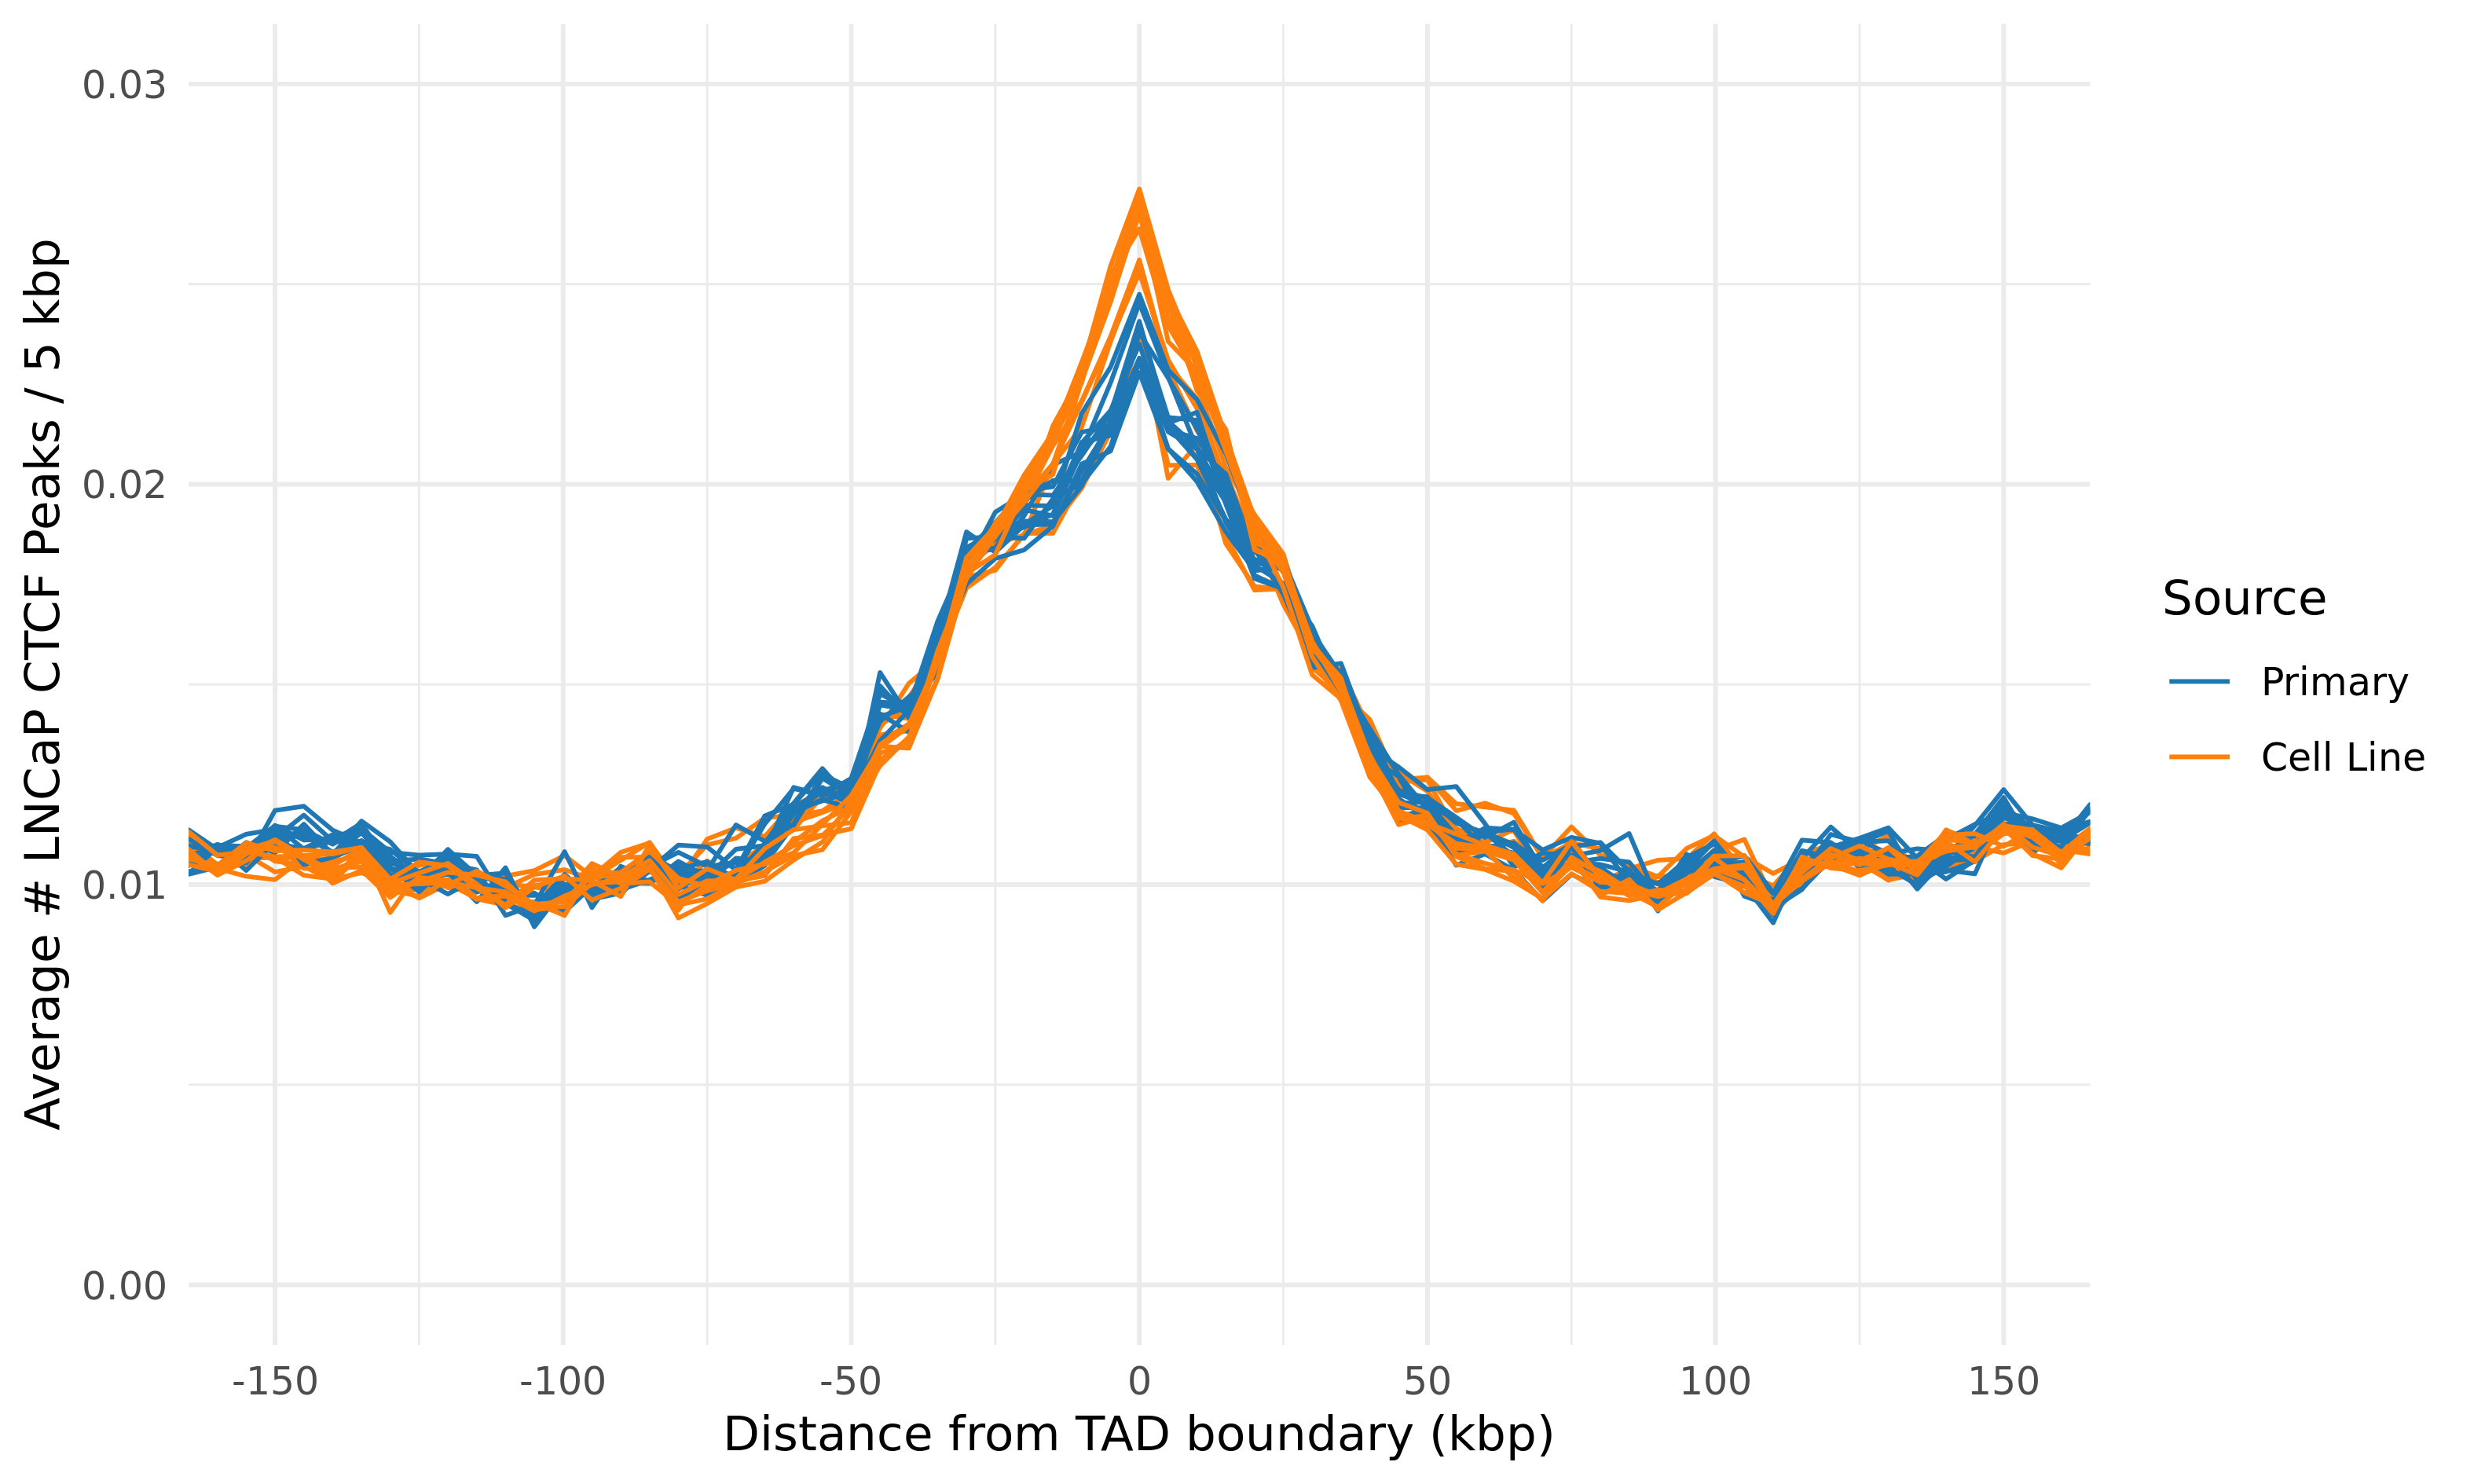 Average # LNCaP CTCF Peaks / 5 kbp
0.03
0.02
0.01
0.00
-150 -100 -50 0 50 100 150
Distance from TAD boundary (kbp)
Source
Primary
Cell Line